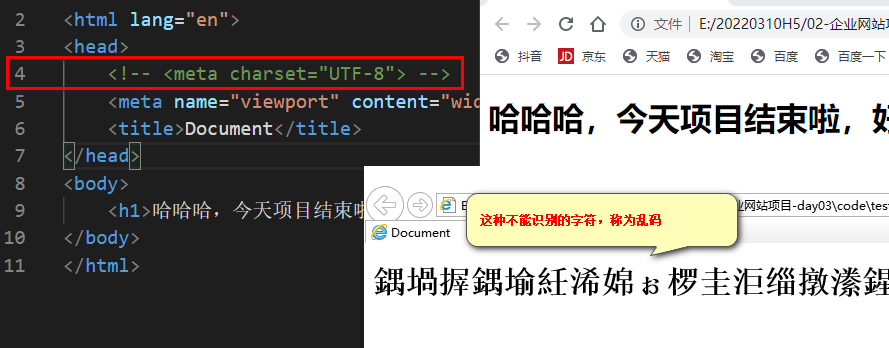 2 <html lang="en">
3 <head>
4 <!-- <meta charset="UTF-8"> -->
5 <meta name="viewport" content="wid
6 <title>Document</title>
7 </head>
8 <body>
9 <h1>哈哈哈，今天项目结束啦
10 </body>
11 </html>
文件 | E:/20220310H5/02-企业网站项
抖音 JD 京东 天猫 淘宝 百度 百度一下
哈哈哈，今天项目结束啦，好
E 业网站项目-day03\code\test
这种不能识别的字符，称为乱码
Document
鍝堝搱鍝堬紝浠婂ぉ椤圭洰缁撴潫鍟